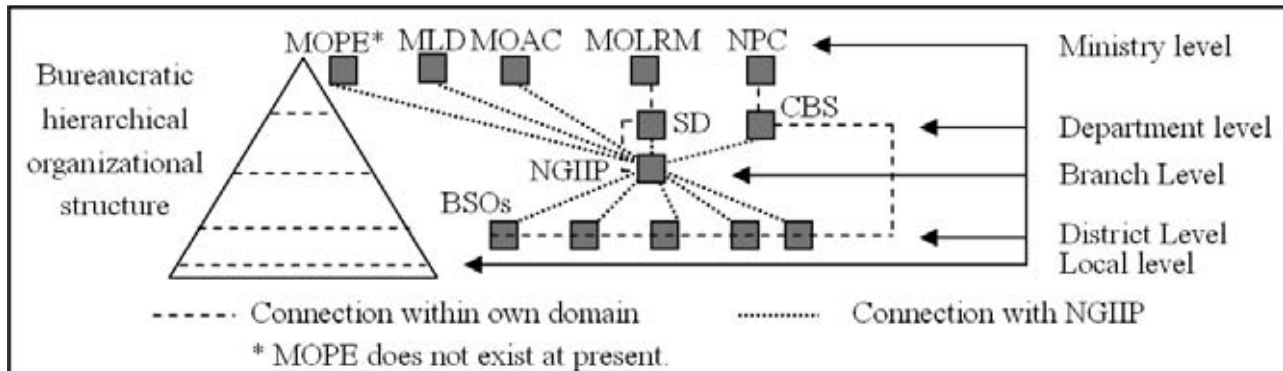 MOPE* MLD MOAC MOLRM NPC
Ministry level
Bureaucratic
hierarchical
organizational
structure
SD
CBS
Department level
NGIIP
Branch Level
BSOs
District Level
Local level
Connection within own domain
Connection with NGIIP
* MOPE does not exist at present.